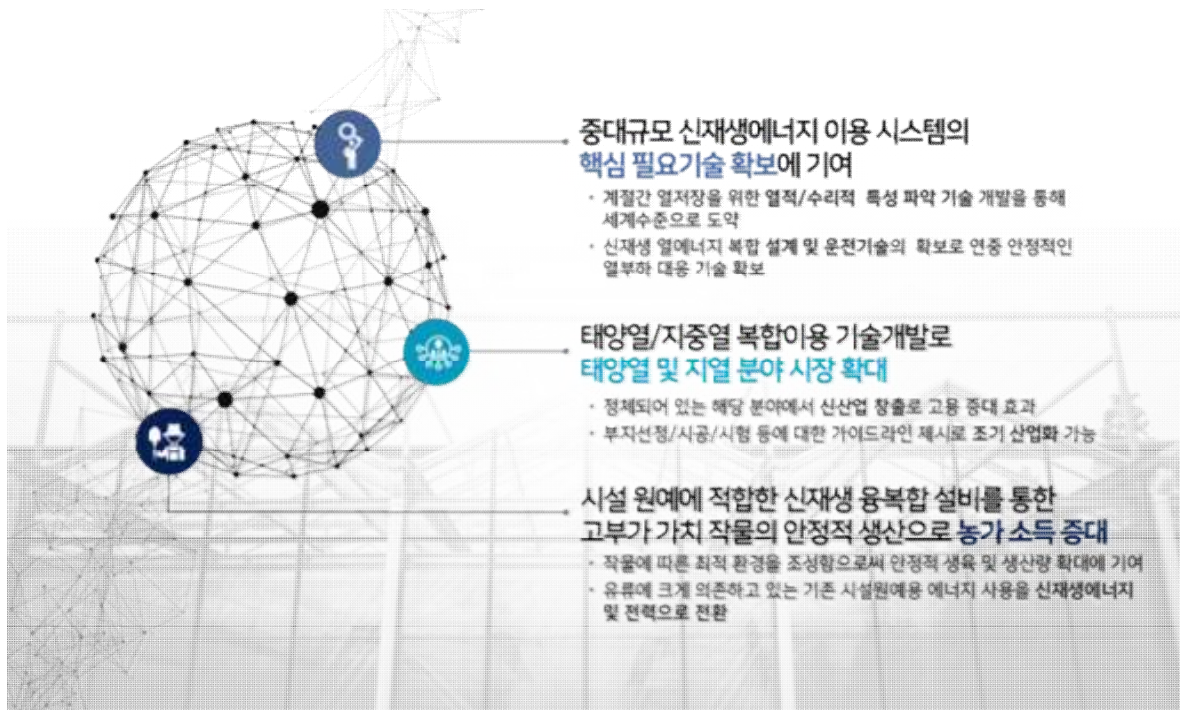 중대규모 신재생에너지 이용 시스템의
핵심 필요기술 확보에 기여
· 계절간 열저장을 위한 열적/수리적 특성 파악 기술 개발을 통해
세계수준으로 도약
· 신재생 열에너지 복합 설계 및 운전기술의 확보로 연중 안정적인
열부하 대응 기술 확보
태양열/지중열 복합이용 기술개발로
태양열 및 지열 분야 시장 확대
· 정체되어 있는 해당 분야에서 신산업 창출로 고용 증대 효과
· 부지선정/시공/시험 등에 대한 가이드라인 제시로 조기 산업화 가능
시설 원예에 적합한 신재생 융복합 설비를 통한
고부가 가치 작물의 안정적 생산으로 농가 소득 증대
· 작물에 따른 최적 환경을 조성함으로써 안정적 생육 및 생산량 확대에 기여
· 유류에 크게 의존하고 있는 기존 시설원예용 에너지 사용을 신재생에너지
및 전력으로 전환